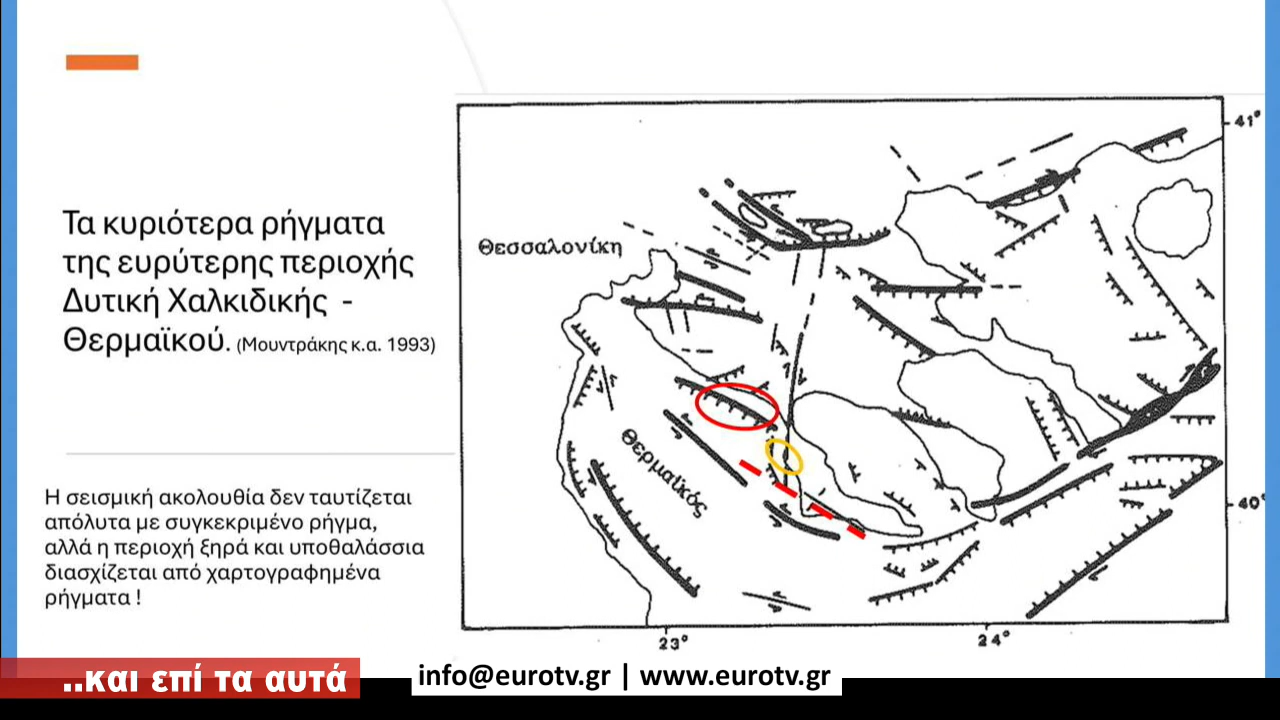 Τα κυριότερα ρήγματα
της ευρύτερης περιοχής
Δυτική Χαλκιδικής -
Θερμαϊκού. (Μουντράκης κ.α. 1993)
Η σεισμική ακολουθία δεν ταυτίζεται
απόλυτα με συγκεκριμένο ρήγμα,
αλλά η περιοχή ξηρά και υποθαλάσσια
διασχίζεται από χαρτογραφημένα
ρήγματα !
41°
Θεσσαλονίκη
Θερμαϊκός
40°
23°
24°
..και επί τα αυτά
info@eurotv.gr | www.eurotv.gr